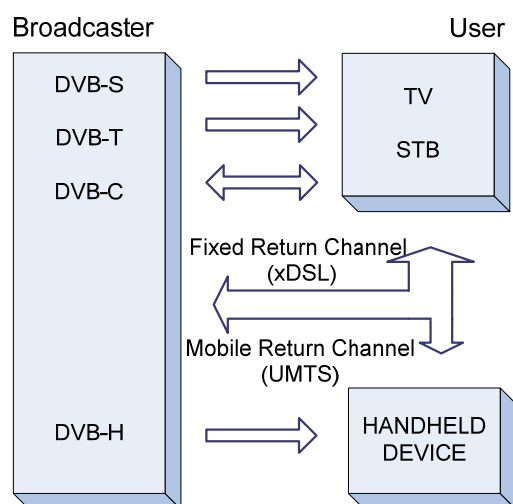 Broadcaster
User
DVB-S
DVB-T
DVB-C
TV
STB
Fixed Return Channel
(xDSL)
Mobile Return Channel
(UMTS)
DVB-H
HANDHELD
DEVICE